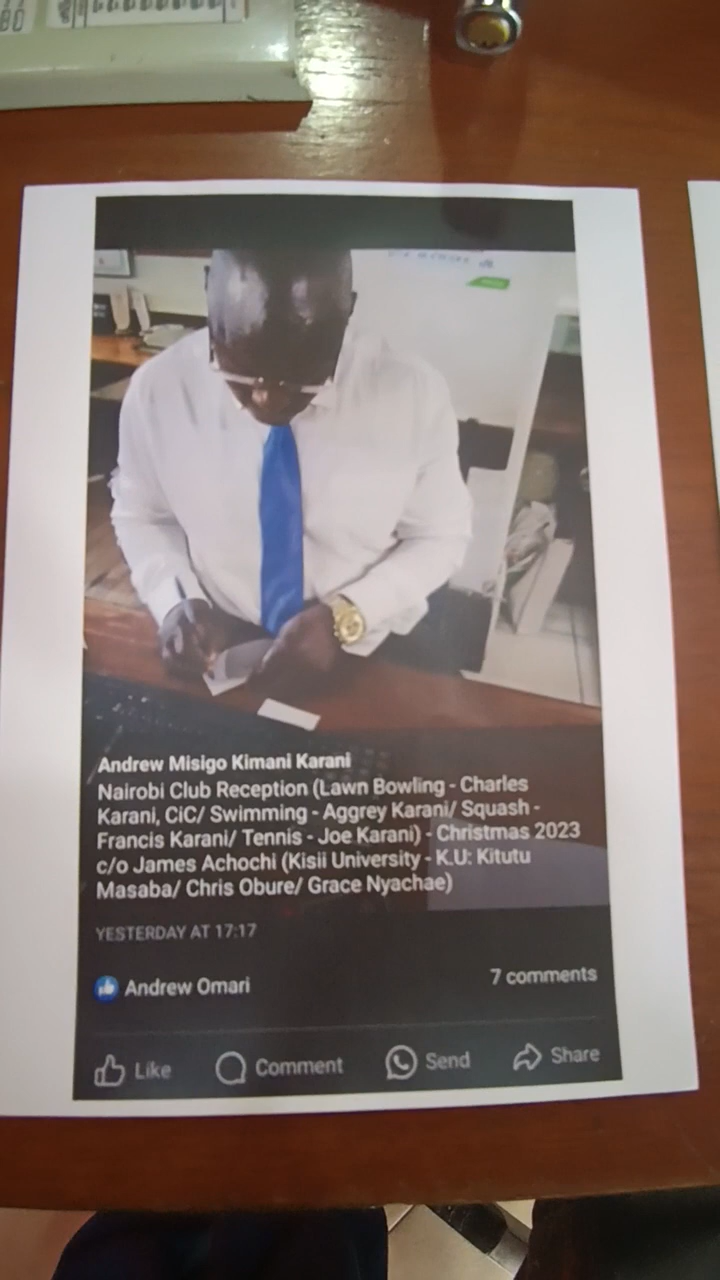 Andrew Misigo Kimani Karani
Nairobi Club Reception (Lawn Bowling - Charles
Karani, CiC/ Swimming - Aggrey Karani/ Squash -
Francis Karani/ Tennis - Joe Karani) - Christmas 2023
c/o James Achochi (Kisii University - K.U: Kitutu
Masaba/ Chris Obure/ Grace Nyachae)
YESTERDAY AT 17:17
Andrew Omari
7 comments
Like
Comment
Send
Share